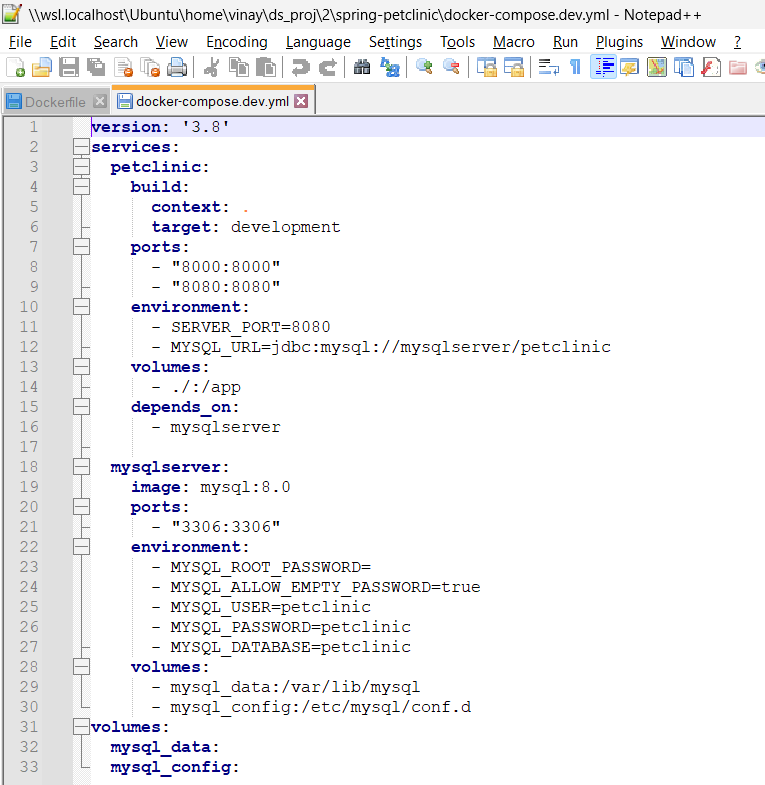 \\wsl.localhost\Ubuntu\home\vinay\ds_proj\2\spring-petclinic\docker-compose.dev.yml - Notepad++
File Edit Search View Encoding Language Settings Tools Macro Run Plugins Window ?
Dockerfile docker-compose.dev.yml
1 version: '3.8'
2 services:
3   petclinic:
4     build:
5       context: .
6       target: development
7     ports:
8       - "8000:8000"
9       - "8080:8080"
10     environment:
11       - SERVER_PORT=8080
12       - MYSQL_URL=jdbc:mysql://mysqlserver/petclinic
13     volumes:
14       - ./:/app
15     depends_on:
16       - mysqlserver
17
18   mysqlserver:
19     image: mysql:8.0
20     ports:
21       - "3306:3306"
22     environment:
23       - MYSQL_ROOT_PASSWORD=
24       - MYSQL_ALLOW_EMPTY_PASSWORD=true
25       - MYSQL_USER=petclinic
26       - MYSQL_PASSWORD=petclinic
27       - MYSQL_DATABASE=petclinic
28     volumes:
29       - mysql_data:/var/lib/mysql
30       - mysql_config:/etc/mysql/conf.d
31 volumes:
32   mysql_data:
33   mysql_config: